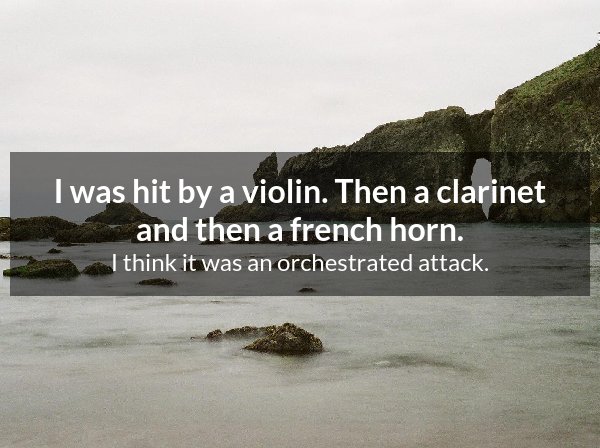 I was hit by a violin. Then a clarinet
and then a french horn.
I think it was an orchestrated attack.